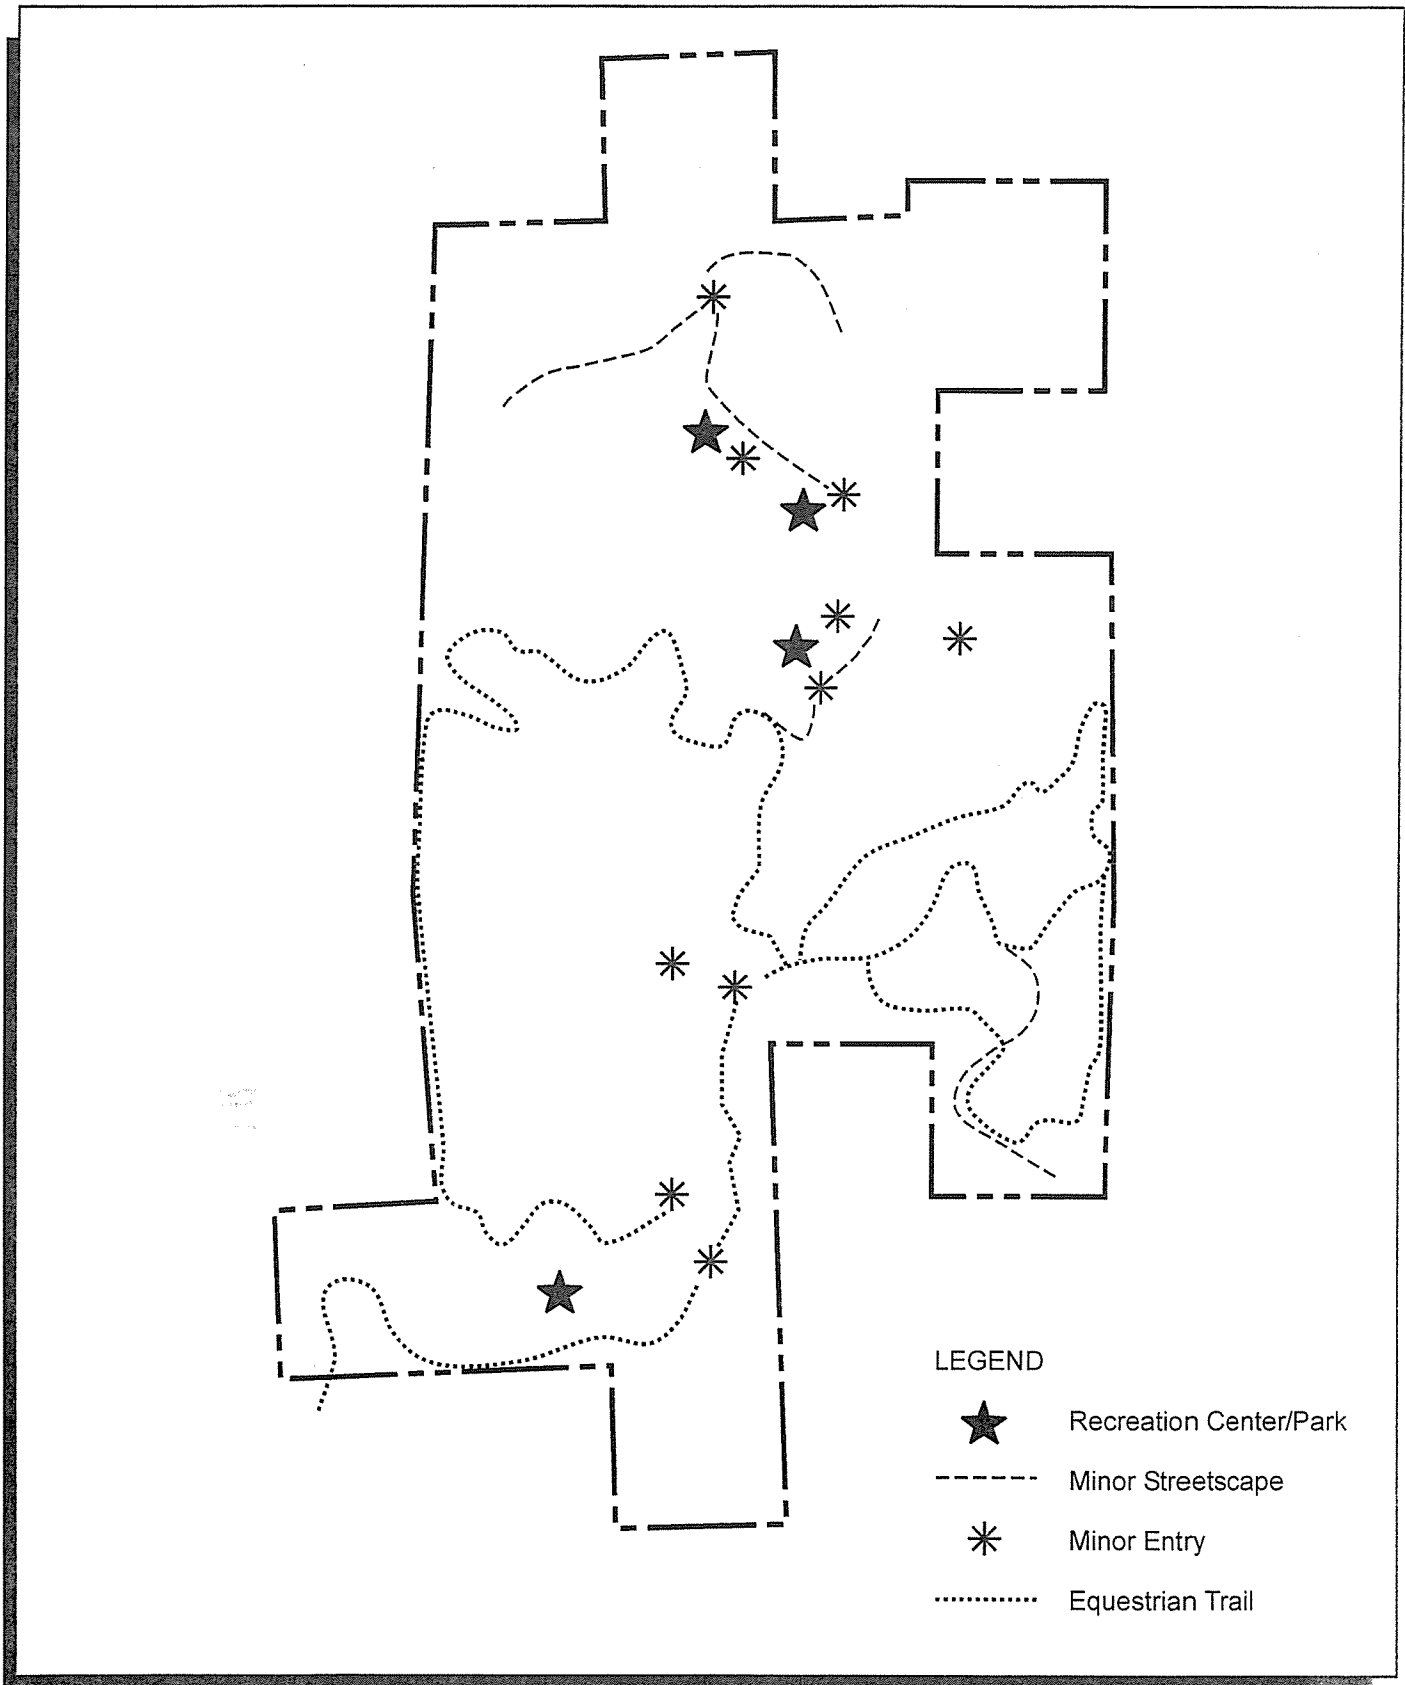 LEGEND
Recreation Center/Park
Minor Streetscape
Minor Entry
Equestrian Trail